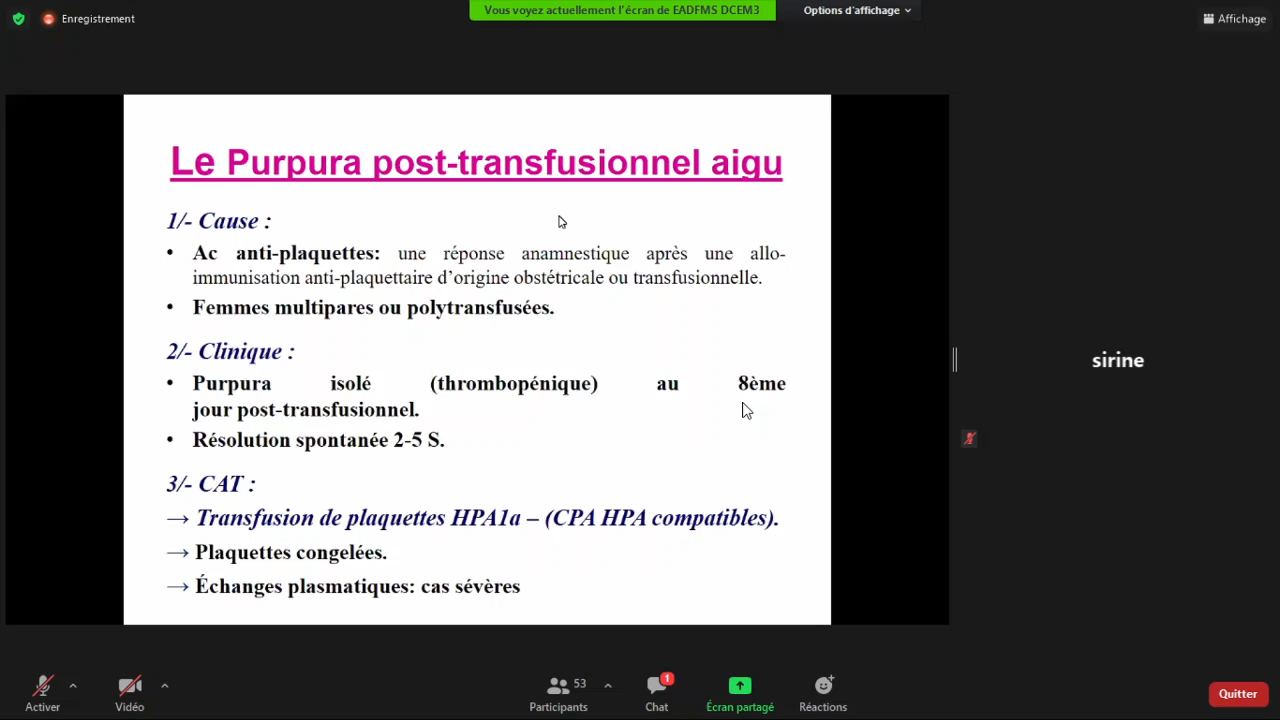 Enregistrement
Vous voyez actuellement l'écran de EADFMS DCEM3
Options d'affichage
Affichage
Le Purpura post-transfusionnel aigu
1/- Cause :
• Ac anti-plaquettes: une réponse anamnestique après une allo-
immunisation anti-plaquettaire d'origine obstétricale ou transfusionnelle.
• Femmes multipares ou polytransfusées.
2/- Clinique :
• Purpura isolé (thrombopénique) au 8ème
jour post-transfusionnel.
• Résolution spontanée 2-5 S.
3/- CAT :
→ Transfusion de plaquettes HPA1a – (CPA HPA compatibles).
→ Plaquettes congelées.
→ Échanges plasmatiques: cas sévères
sirine
Activer
Vidéo
53
Participants
1
Chat
Écran partagé
Réactions
Quitter